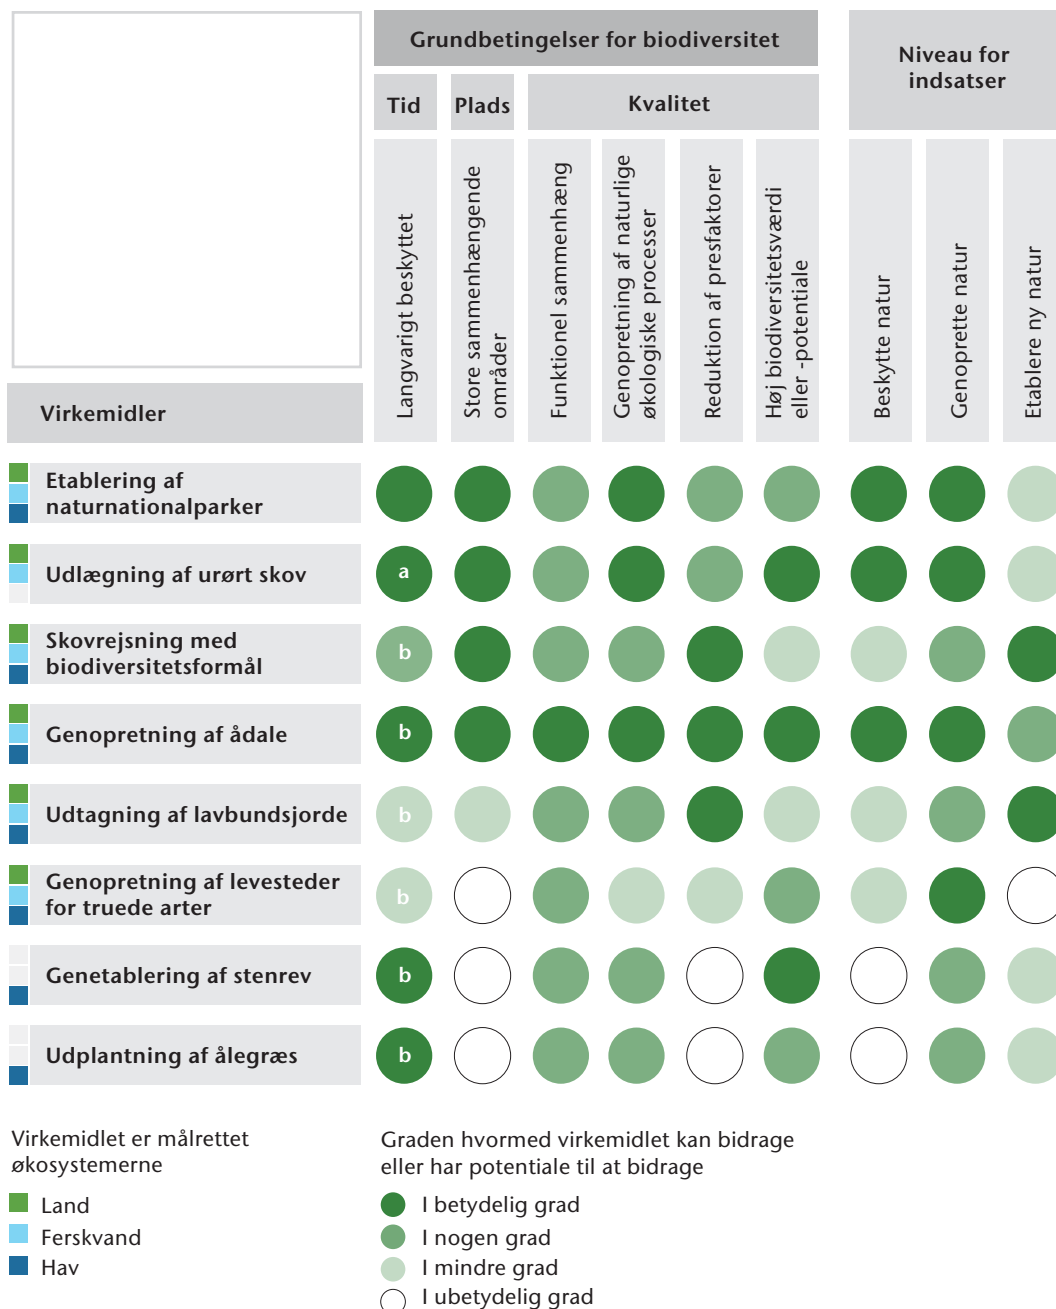 Grundbetingelser for biodiversitet
Niveau for
indsatser
Tid
Plads
Kvalitet
Langvarigt beskyttet
Store sammenhængende
områder
Funktionel sammenhæng
Genopretning af naturlige
økologiske processer
Reduktion af presfaktorer
Høj biodiversitetsværdi
eller -potentiale
Beskytte natur
Genoprette natur
Etablere ny natur
Virkemidler
Etablering af
naturnationalparker
Udlægning af urørt skov
a
Skovrejsning med
biodiversitetsformål
b
Genopretning af ådale
b
Udtagning af lavbundsjorde
b
Genopretning af levesteder
for truede arter
b
Genetablering af stenrev
b
Udplantning af ålegræs
b
Virkemidlet er målrettet
økosystemerne
Land
Ferskvand
Hav
Graden hvormed virkemidlet kan bidrage
eller har potentiale til at bidrage
I betydelig grad
I nogen grad
I mindre grad
I ubetydelig grad